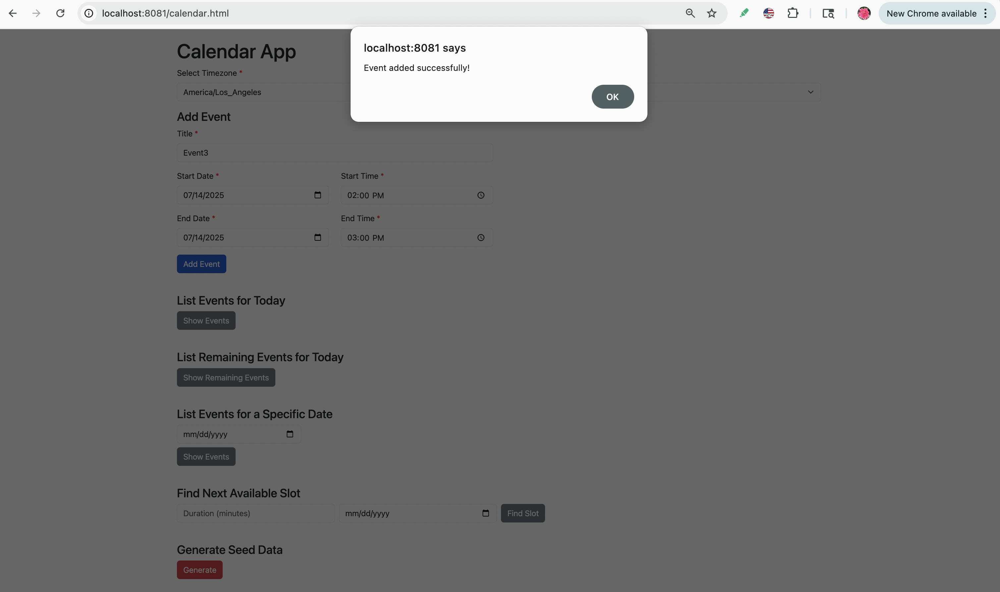 localhost:8081/calendar.html
New Chrome available
localhost:8081 says
Event added successfully!
OK
Calendar App
Select Timezone *
America/Los_Angeles
Add Event
Title *
Event3
Start Date * Start Time *
07/14/2025 02:00 PM
End Date * End Time *
07/14/2025 03:00 PM
Add Event
List Events for Today
Show Events
List Remaining Events for Today
Show Remaining Events
List Events for a Specific Date
mm/dd/yyyy
Show Events
Find Next Available Slot
Duration (minutes) mm/dd/yyyy Find Slot
Generate Seed Data
Generate